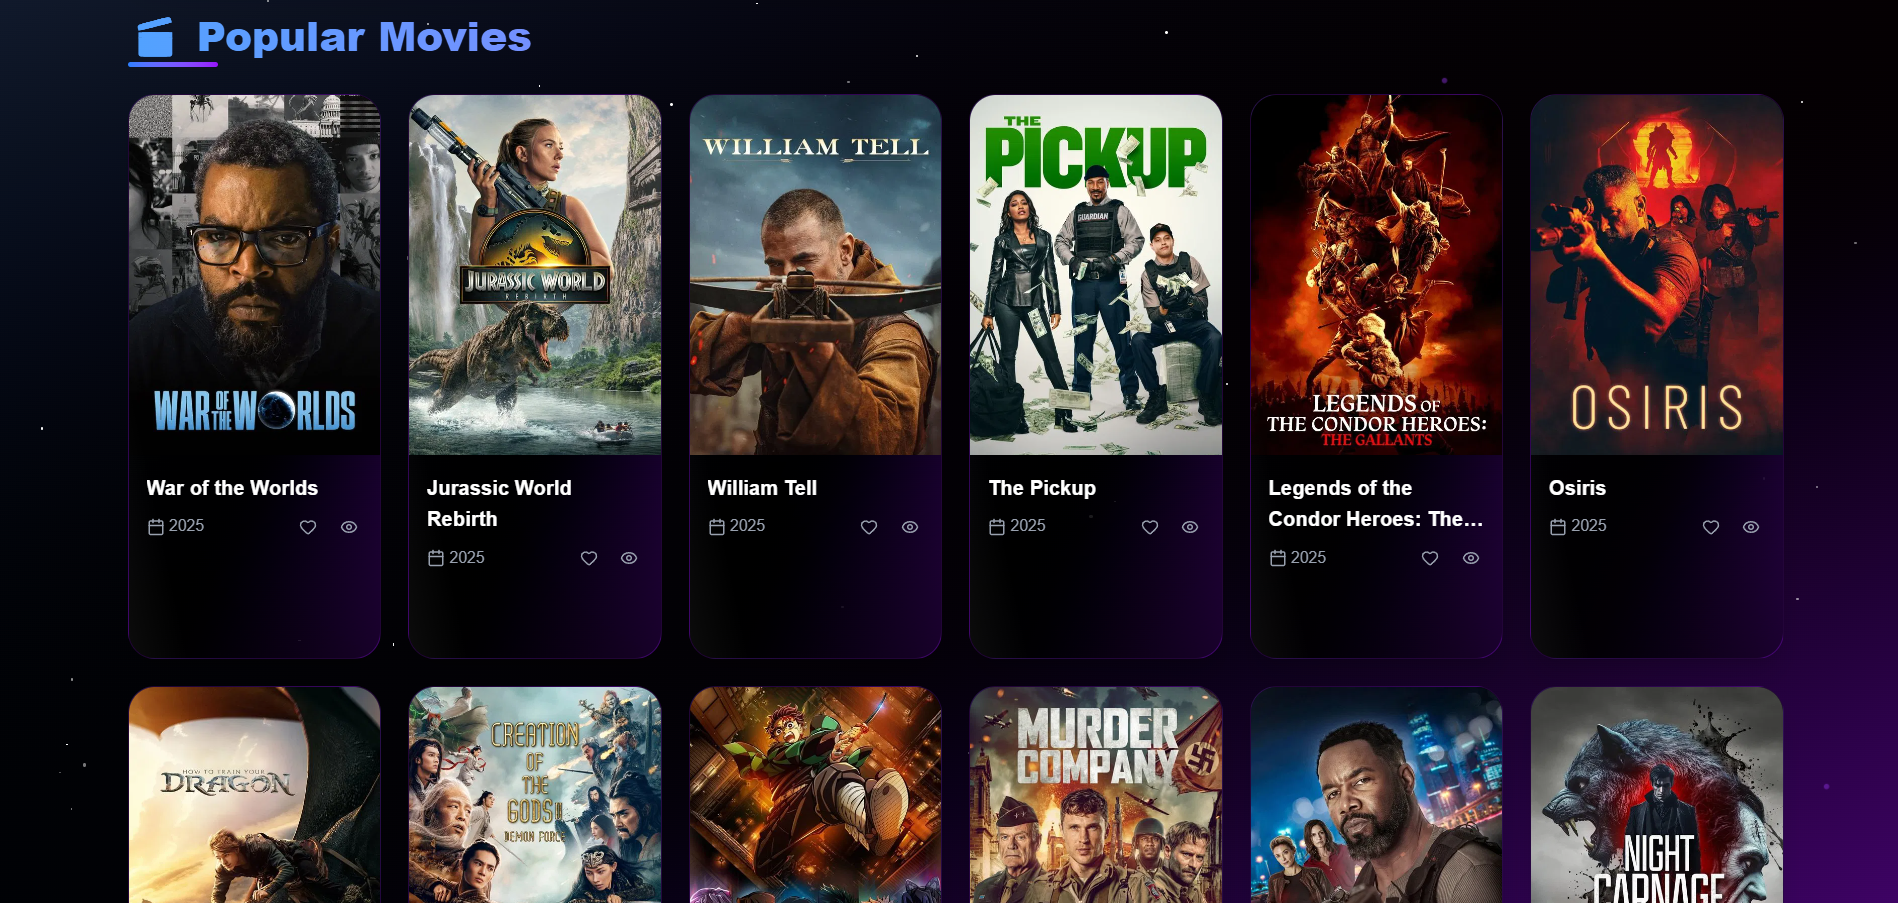 Popular Movies
WAR OF THE WORLDS
JURASSIC WORLD
REBIRTH
WILLIAM TELL
THE
PICKUP
GUARDIAN
LEGENDS OF
THE CONDOR HEROES:
THE GALLANTS
OSIRIS
War of the Worlds
2025
Jurassic World
Rebirth
2025
William Tell
2025
The Pickup
2025
Legends of the
Condor Heroes: The...
2025
Osiris
2025
HOW TO TRAIN YOUR
DRAGON
CREATION
OF
THE
GODS II
DEMON FORCE
MURDER
COMPANY
NIGHT
CARNAGE